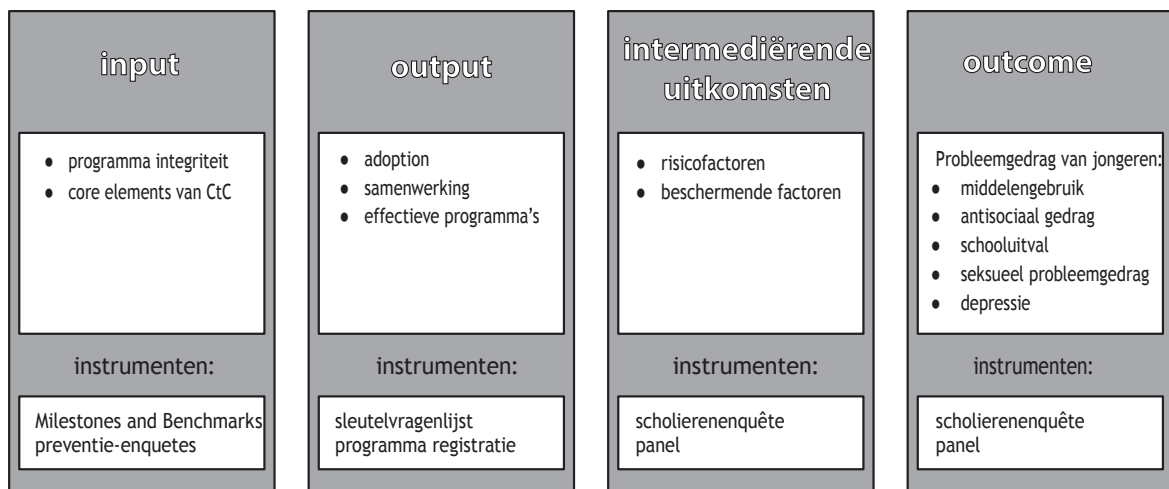 input
• programma integriteit
• core elements van CtC
instrumenten:
Milestones and Benchmarks
preventie-enquetes
output
• adoption
• samenwerking
• effectieve programma's
instrumenten:
sleutelvragenlijst
programma registratie
intermediërende
uitkomsten
• risicofactoren
• beschermende factoren
instrumenten:
scholierenenquête
panel
outcome
Probleemgedrag van jongeren:
• middelengebruik
• antisociaal gedrag
• schooluitval
• seksueel probleemgedrag
• depressie
instrumenten:
scholierenenquête
panel